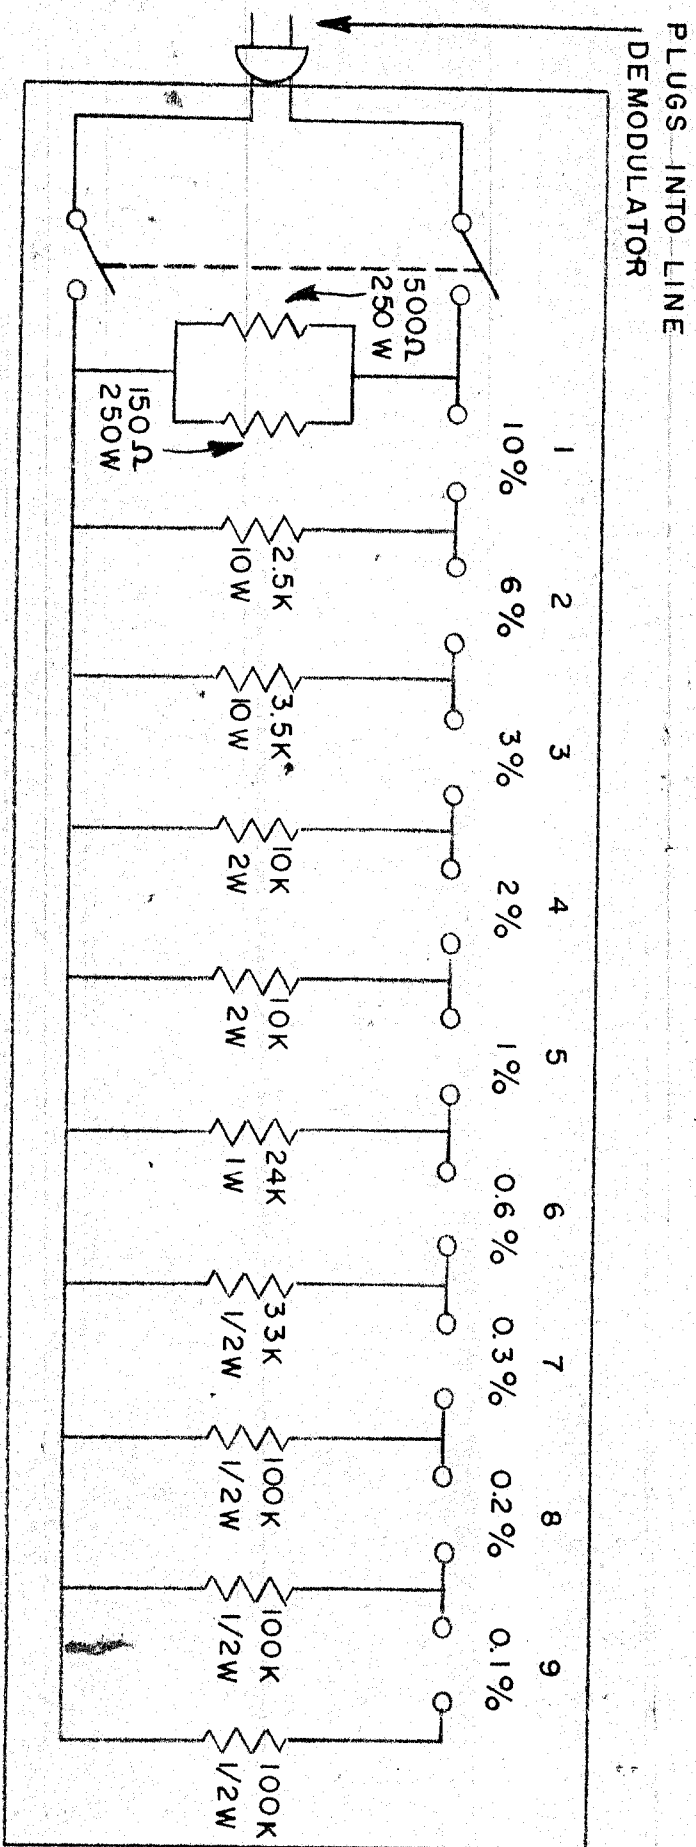 PLUGS INTO LINE
DEMODULATOR
1
2
3
4
5
6
7
8
9
10%
6%
3%
2%
1%
0.6%
0.3%
0.2%
0.1%
500Ω
250W
150Ω
250W
2.5K
10W
3.5K
10W
10K
2W
10K
2W
24K
1W
33K
1/2W
100K
1/2W
100K
1/2W
100K
1/2W